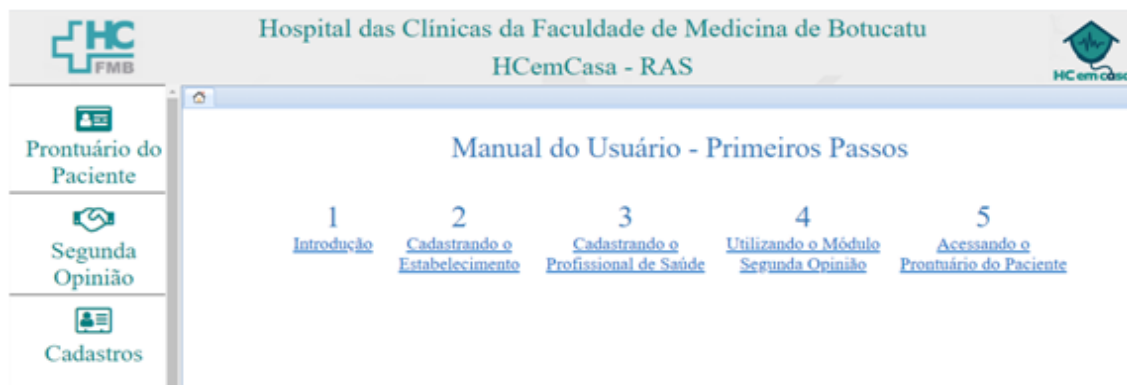 HC
FMB
Hospital das Clínicas da Faculdade de Medicina de Botucatu
HCemCasa - RAS
HC em casa
Prontuário do
Paciente
Segunda
Opinião
Cadastros
Manual do Usuário - Primeiros Passos
1
Introdução
2
Cadastrando o
Estabelecimento
3
Cadastrando o
Profissional de Saúde
4
Utilizando o Módulo
Segunda Opinião
5
Acessando o
Prontuário do Paciente